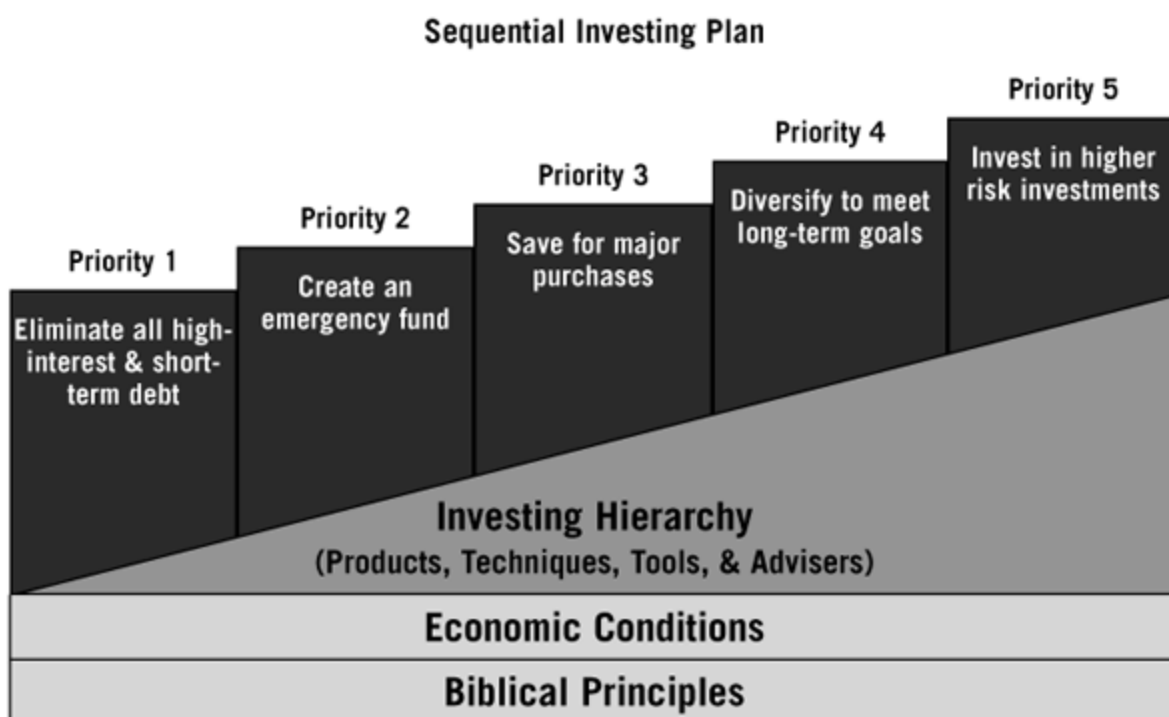 Sequential Investing Plan
Priority 1
Eliminate all high-
interest & short-
term debt
Priority 2
Create an
emergency fund
Priority 3
Save for major
purchases
Priority 4
Diversify to meet
long-term goals
Priority 5
Invest in higher
risk investments
Investing Hierarchy
(Products, Techniques, Tools, & Advisers)
Economic Conditions
Biblical Principles